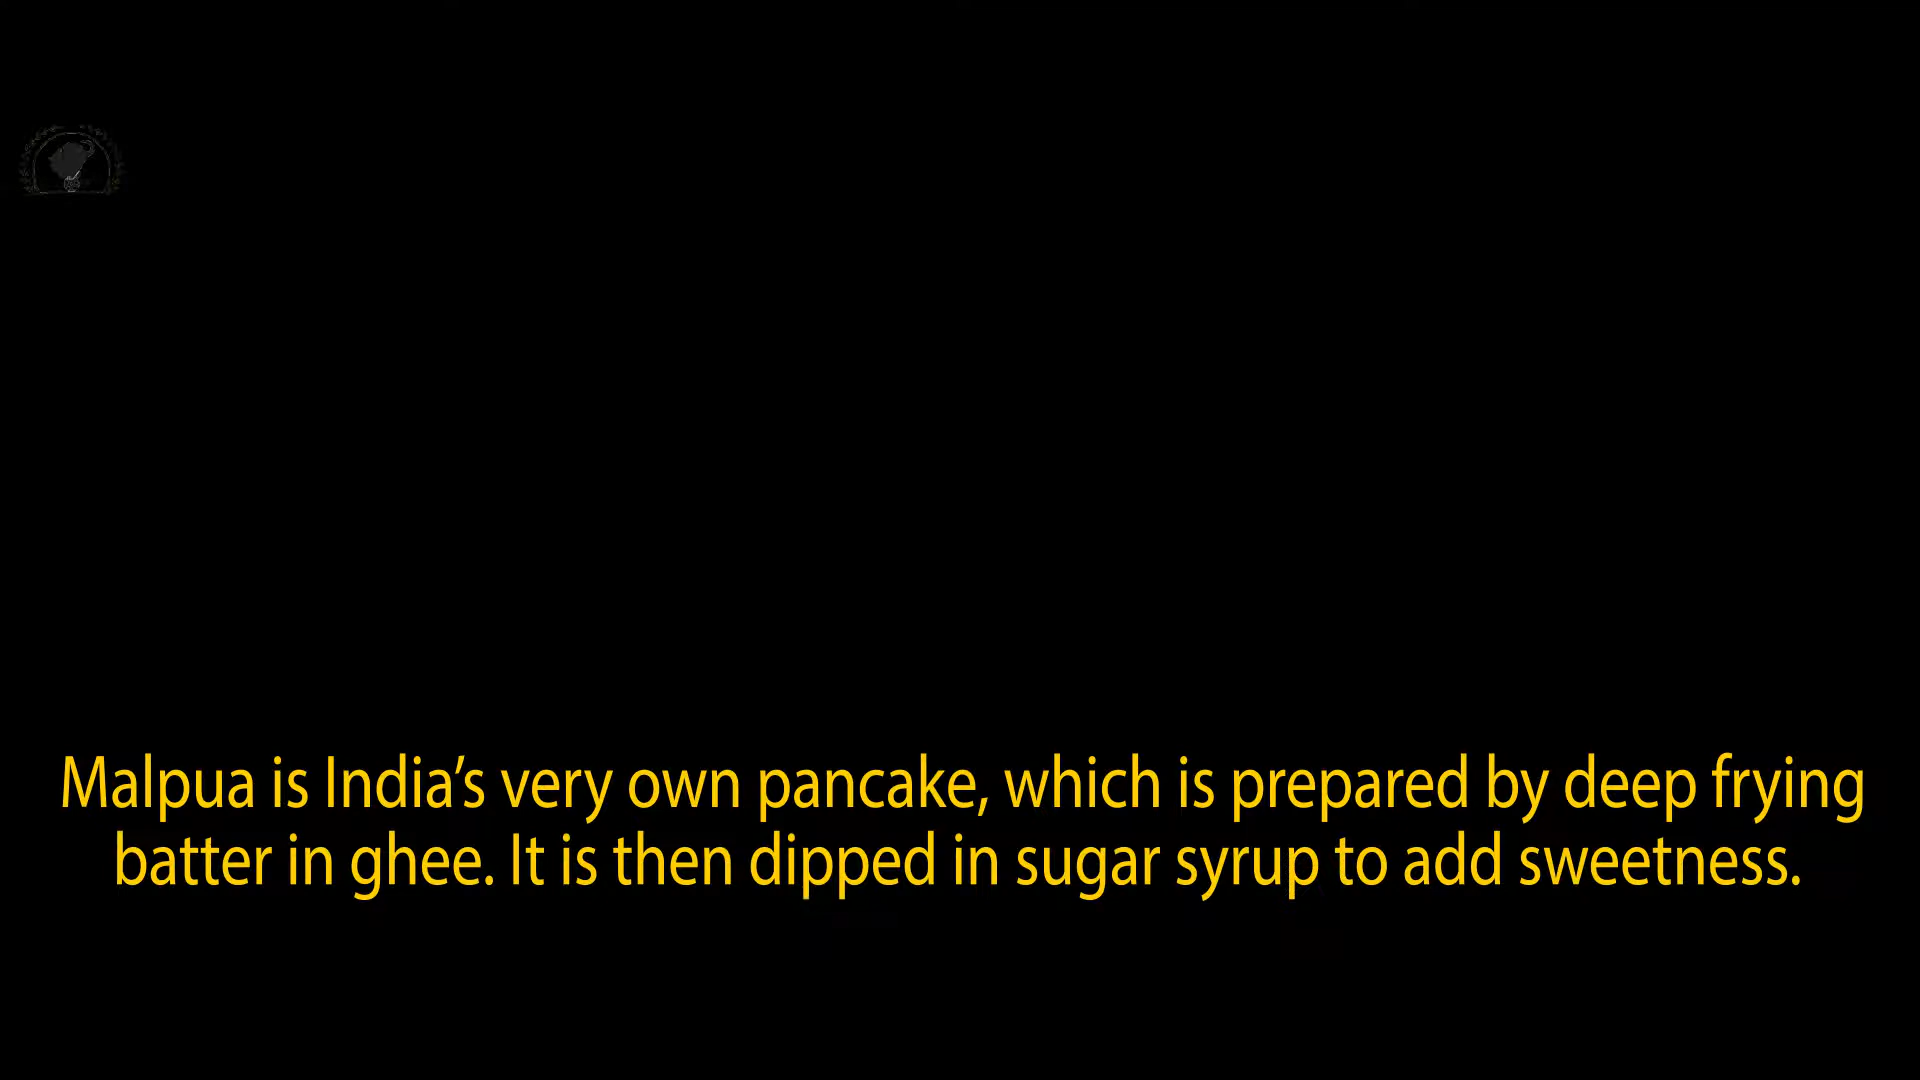 Malpua is India’s very own pancake, which is prepared by deep frying
batter in ghee. It is then dipped in sugar syrup to add sweetness.